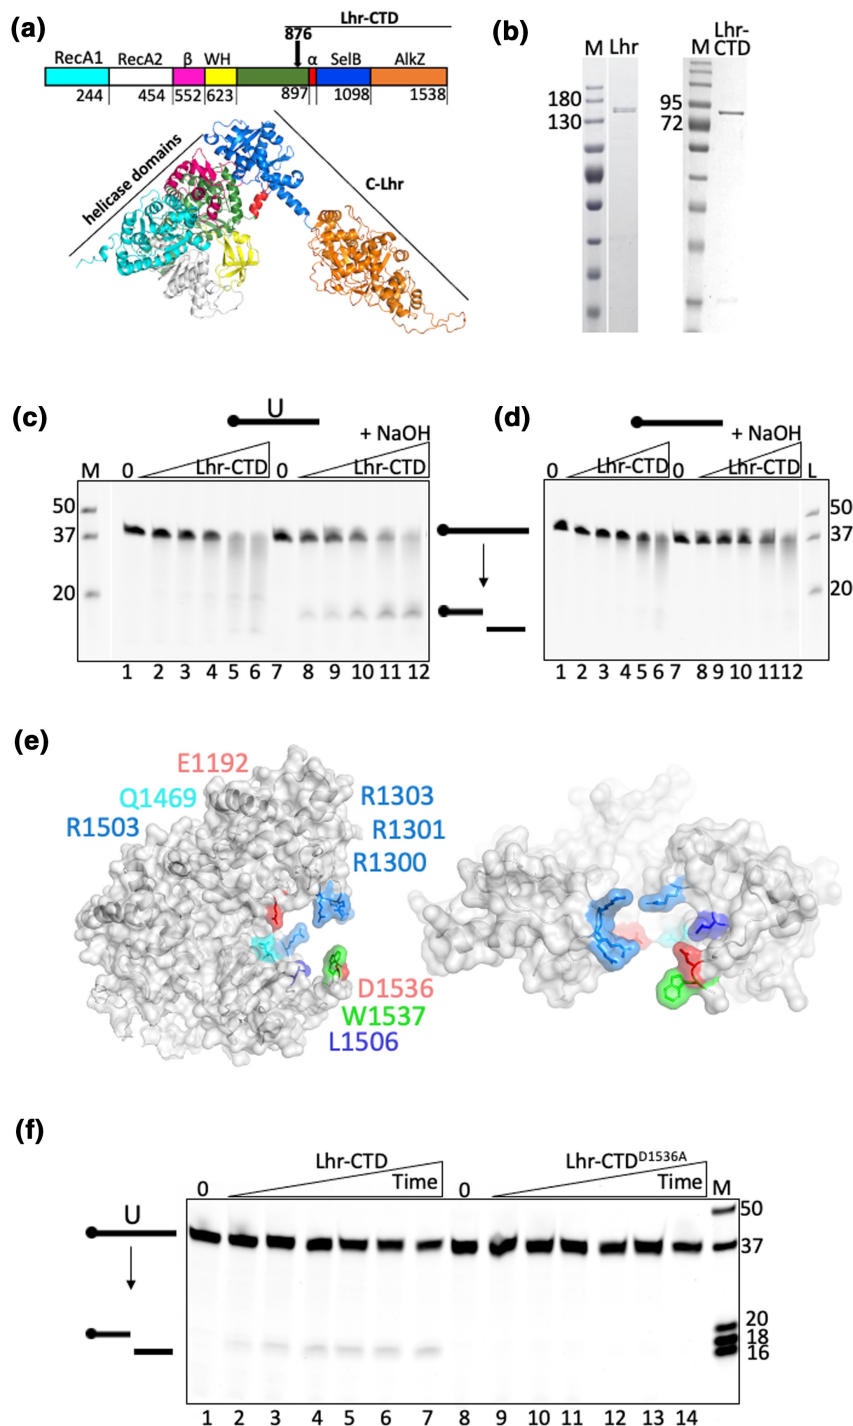 (a)
Lhr-CTD
876
RecA1 RecA2 β WH α SelB AlkZ
244 454 552 623 897 1098 1538
helicase domains
C-Lhr
(b)
M Lhr M Lhr-
CTD
180
130
95
72
(c)
U
+ NaOH
M 0 Lhr-CTD 0 Lhr-CTD
50
37
20
1 2 3 4 5 6 7 8 9 10 11 12
(d)
+ NaOH
0 Lhr-CTD 0 Lhr-CTD L
50
37
20
1 2 3 4 5 6 7 8 9 10 11 12
(e)
E1192
Q1469
R1503
R1303
R1301
R1300
D1536
W1537
L1506
(f)
Lhr-CTD Lhr-CTD^D1536A
0 Time 0 Time M
U
50
37
20
18
16
1 2 3 4 5 6 7 8 9 10 11 12 13 14